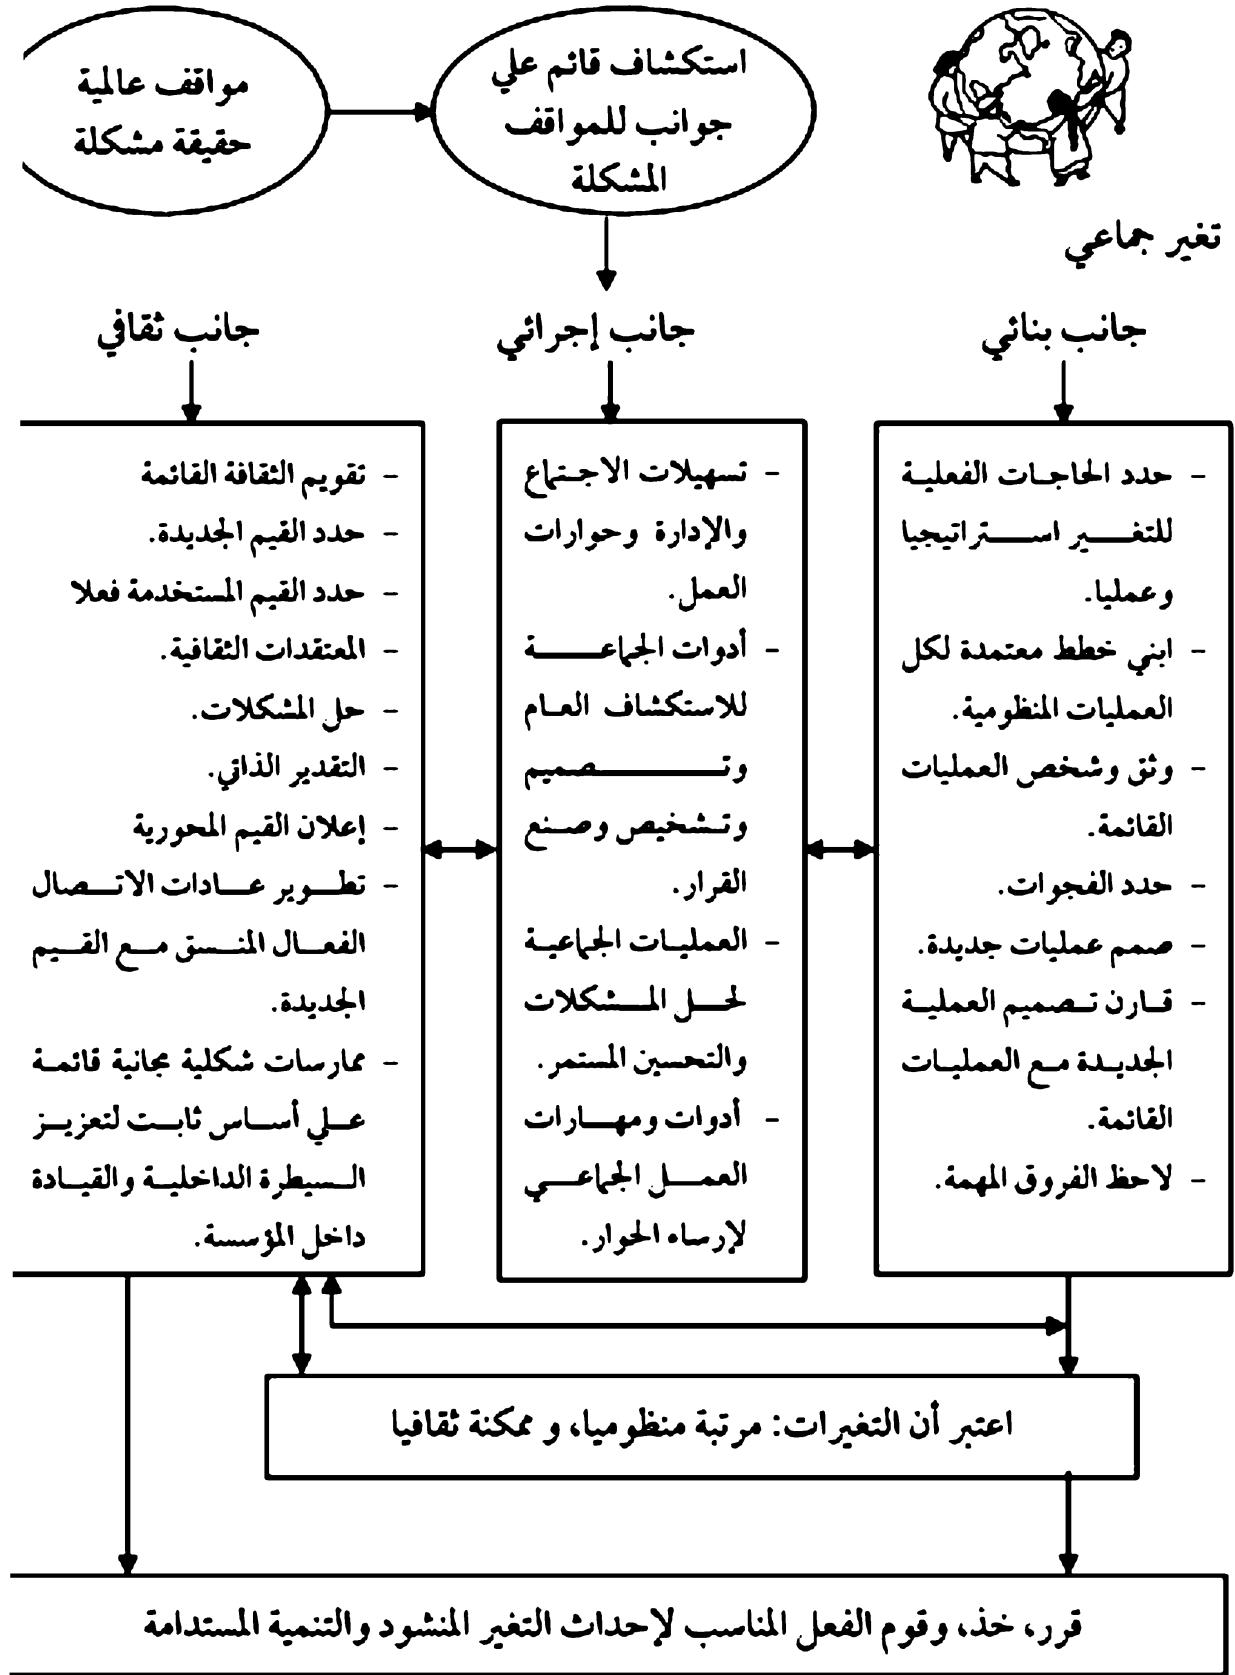 مواقف عالمية
حقيقة مشكلة
استكشاف قائم علي
جوانب للمواقف
المشكلة
تغير جماعي
جانب بنائي
جانب إجرائي
جانب ثقافي
- حدد الحاجات الفعلية
للتغيير استراتيجيا
وعمليا.
- ابني خطط معتمدة لكل
العمليات المنظومية.
- وثق وشخص العمليات
القائمة.
- حدد الفجوات.
- صمم عمليات جديدة.
- قارن تصميم العملية
الجديدة مع العمليات
القائمة.
- لاحظ الفروق المهمة.
- تسهيلات الاجتماع
والإدارة وحوارات
العمل.
- أدوات الجماعة
للاستكشاف العام
وتصميم
وتشخيص وصنع
القرار.
- العمليات الجماعية
لحل المشكلات
والتحسين المستمر.
- أدوات ومهارات
العمل الجماعي
لإرساء الحوار.
- تقويم الثقافة القائمة
- حدد القيم الجديدة.
- حدد القيم المستخدمة فعلا
- المعتقدات الثقافية.
- حل المشكلات.
- التقدير الذاتي.
- إعلان القيم المحورية
- تطوير عادات الاتصال
الفعال المنسق مع القيم
الجديدة.
- ممارسات شكلية مجانية قائمة
علي أساس ثابت لتعزيز
السيطرة الداخلية والقيادة
داخل المؤسسة.
اعتبر أن التغيرات: مرتبة منظوميا، و ممكنة ثقافيا
قرر، خذ، وقوم الفعل المناسب لإحداث التغير المنشود والتنمية المستدامة